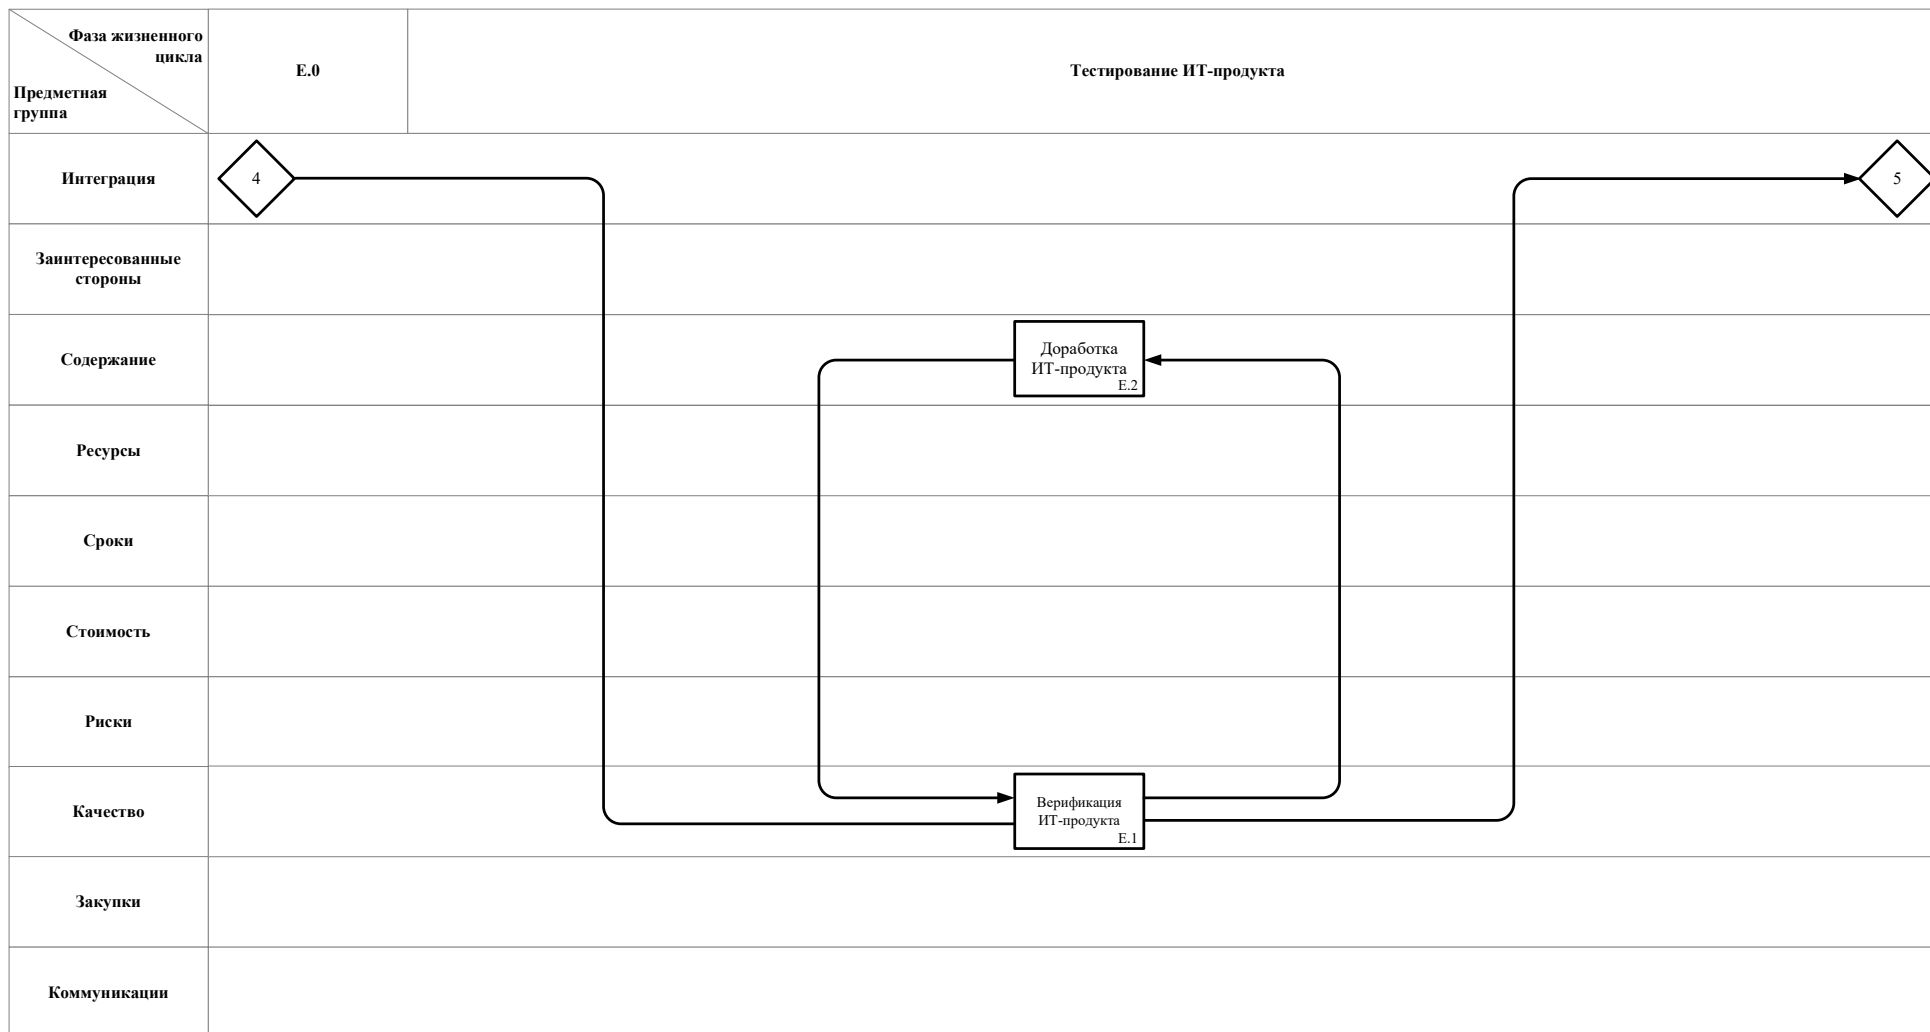 Фаза жизненного
цикла
Предметная
группа
Е.0
Тестирование ИТ-продукта
Интеграция
4
5
Заинтересованные
стороны
Содержание
Доработка
ИТ-продукта
Е.2
Ресурсы
Сроки
Стоимость
Риски
Качество
Верификация
ИТ-продукта
Е.1
Закупки
Коммуникации